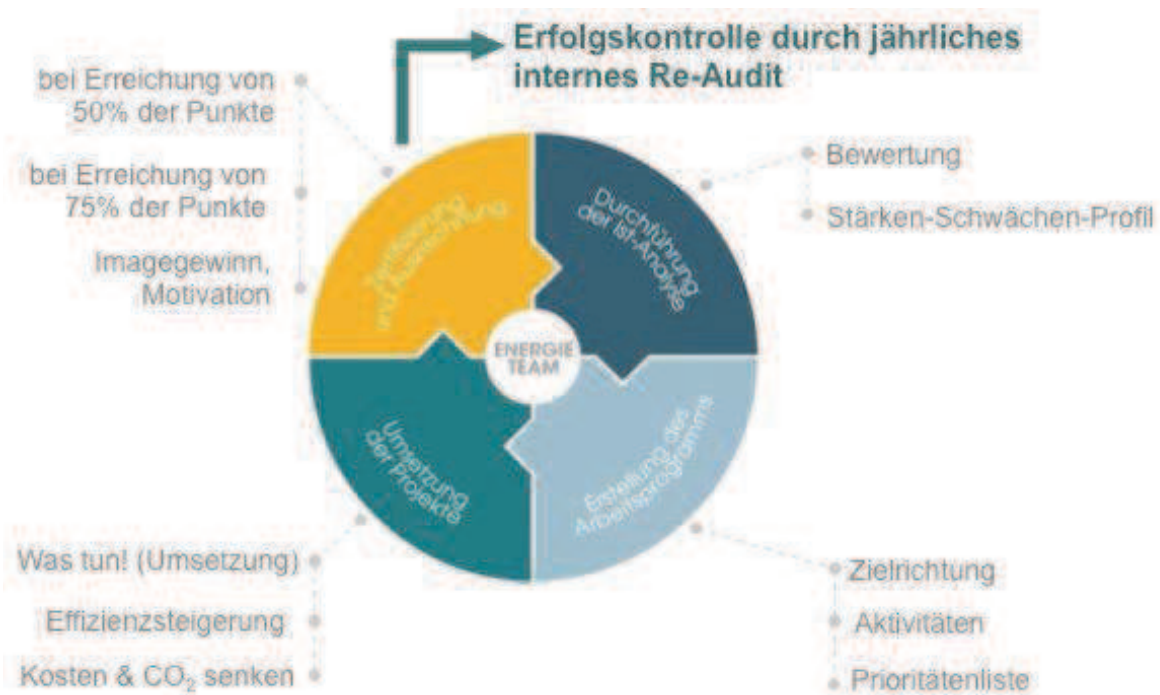 Erfolgskontrolle durch jährliches
internes Re-Audit
bei Erreichung von
50% der Punkte
bei Erreichung von
75% der Punkte
Imagegewinn,
Motivation
Bewertung
Stärken-Schwächen-Profil
Durchführung
der Ist-Analyte
ENERGIE
TEAM
Umsetzung
der Projekte
Erstellung des
Arbeitsprogramms
Was tun! (Umsetzung)
Effizienzsteigerung
Kosten & CO₂ senken
Zielrichtung
Aktivitäten
Prioritätenliste